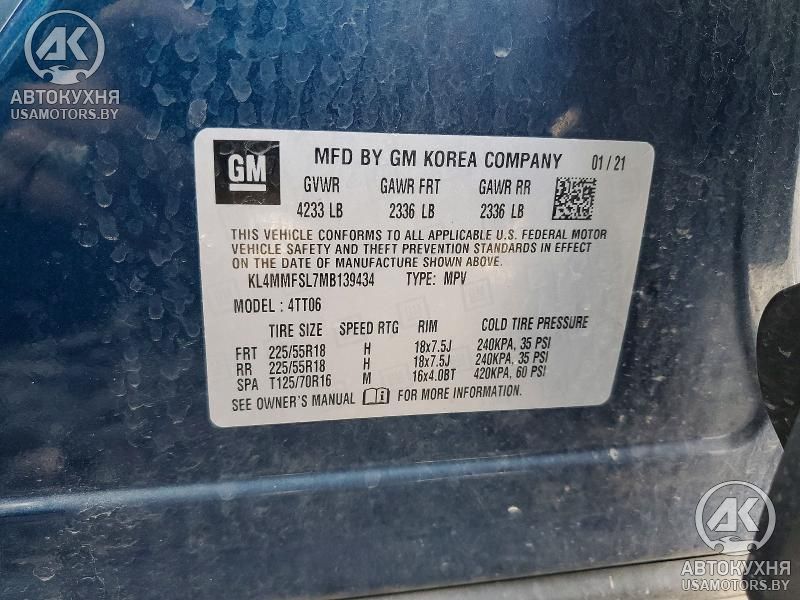 AK
АВТОКУХНЯ
USAMOTORS.BY
GM
MFD BY GM KOREA COMPANY 01 / 21
GVWR GAWR FRT GAWR RR
4233 LB 2336 LB 2336 LB
THIS VEHICLE CONFORMS TO ALL APPLICABLE U.S. FEDERAL MOTOR
VEHICLE SAFETY AND THEFT PREVENTION STANDARDS IN EFFECT
ON THE DATE OF MANUFACTURE SHOWN ABOVE.
KL4MMFSL7MB139434 TYPE: MPV
MODEL : 4TT06
TIRE SIZE SPEED RTG RIM COLD TIRE PRESSURE
FRT 225/55R18 H 18x7.5J 240KPA, 35 PSI
RR 225/55R18 H 18x7.5J 240KPA, 35 PSI
SPA T125/70R16 M 16x4.0BT 420KPA, 60 PSI
SEE OWNER'S MANUAL FOR MORE INFORMATION.
AK
АВТОКУХНЯ
USAMOTORS.BY